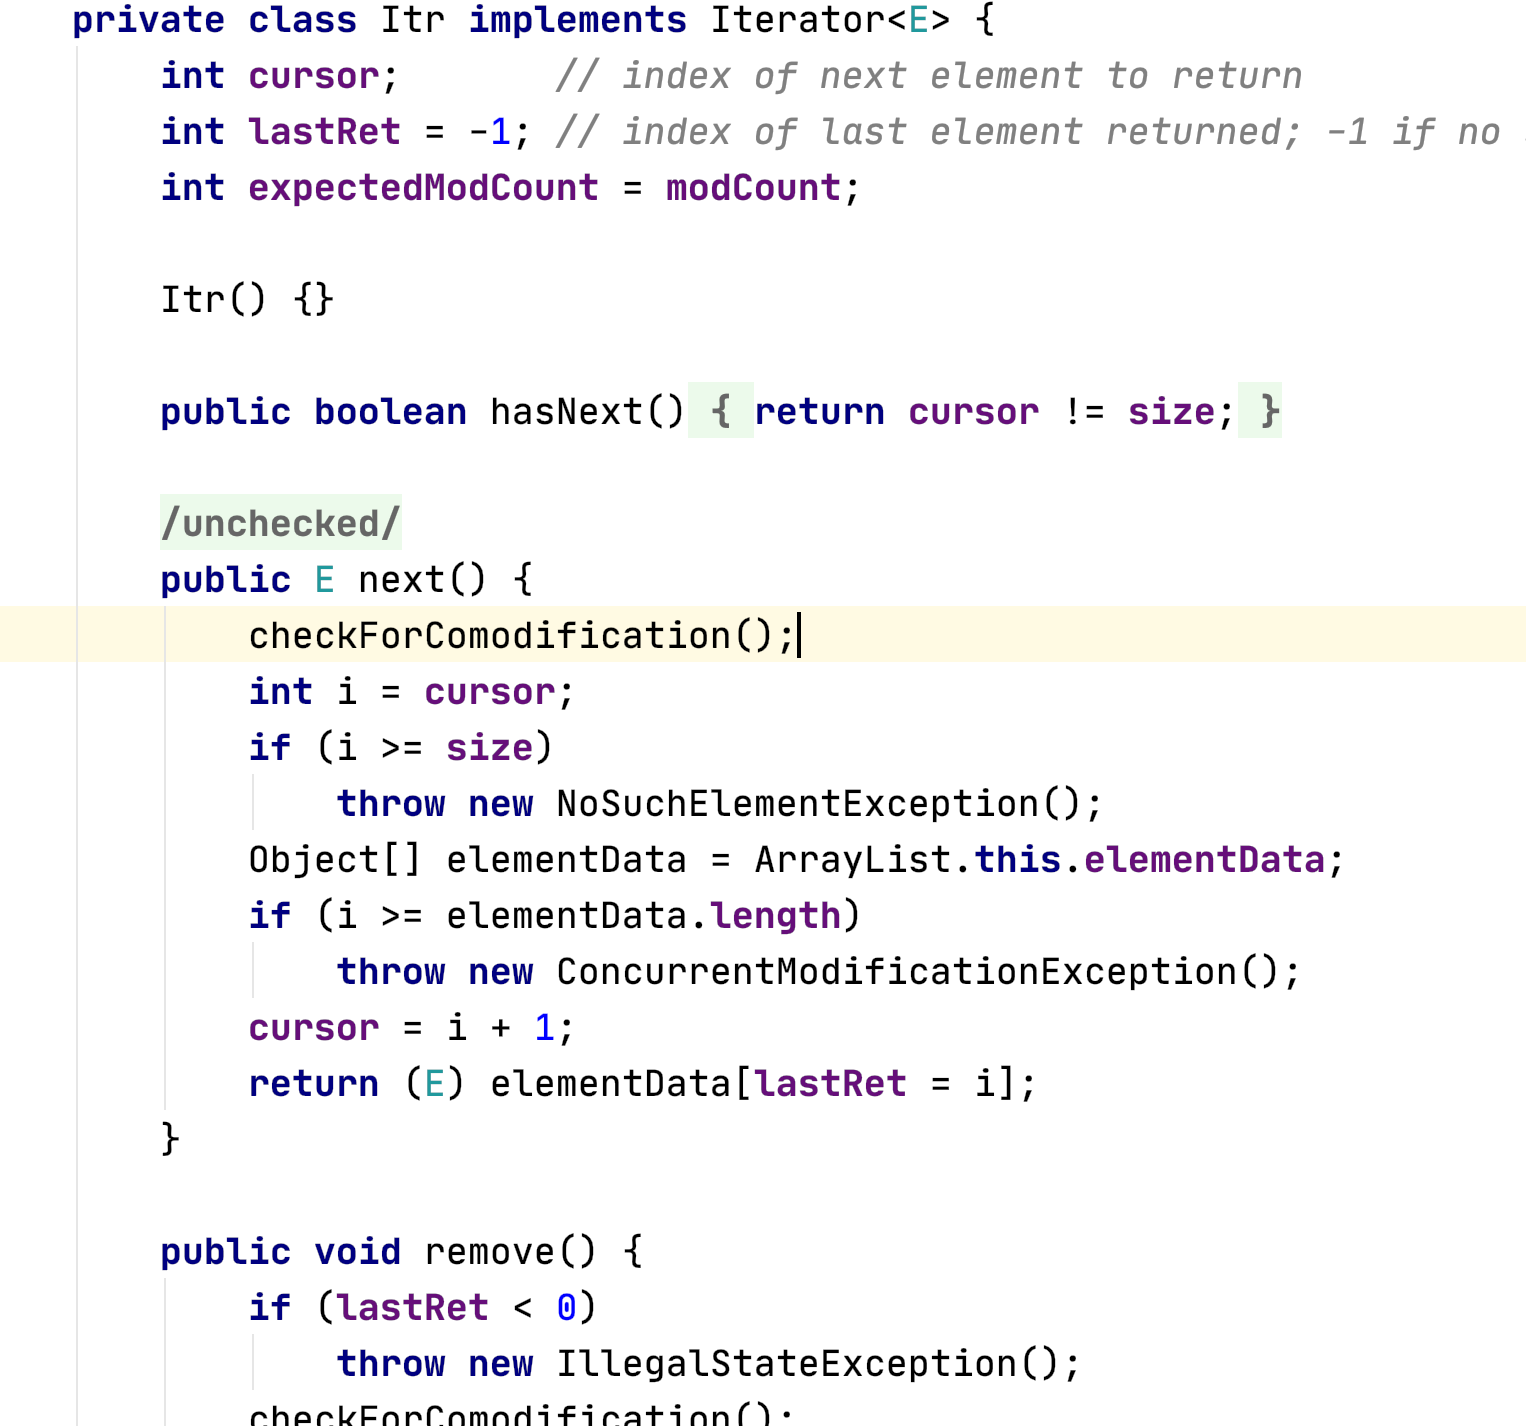 private class Itr implements Iterator<E> {
int cursor;       // index of next element to return
int lastRet = -1; // index of last element returned; -1 if no
int expectedModCount = modCount;
Itr() {}
public boolean hasNext() { return cursor != size; }
/unchecked/
public E next() {
checkForComodification();
int i = cursor;
if (i >= size)
throw new NoSuchElementException();
Object[] elementData = ArrayList.this.elementData;
if (i >= elementData.length)
throw new ConcurrentModificationException();
cursor = i + 1;
return (E) elementData[lastRet = i];
}
public void remove() {
if (lastRet < 0)
throw new IllegalStateException();
checkForComodification();